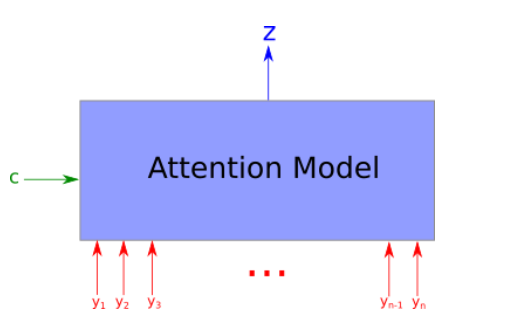 Z
Attention Model
c
...
y₁ y₂ y₃ yₙ₋₁ yₙ